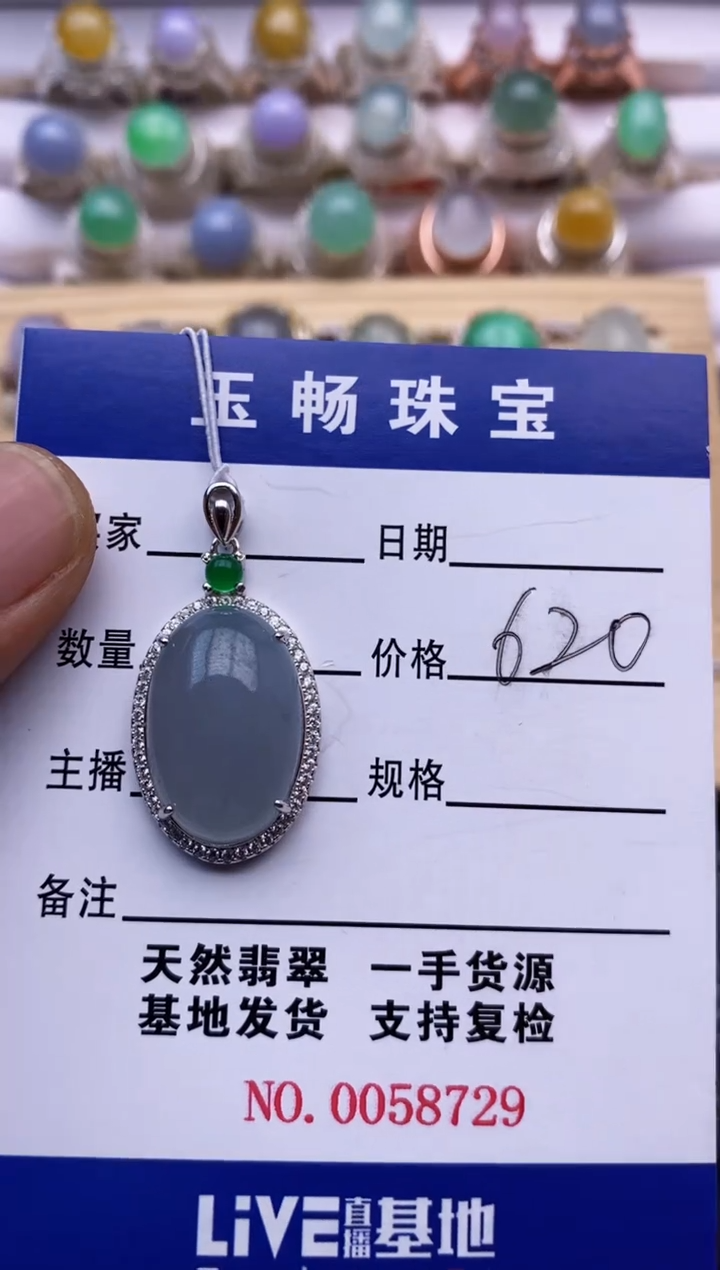 玉畅珠宝
家 日期
数量 价格 620
主播 规格
备注
天然翡翠 一手货源
基地发货 支持复检
NO.0058729
LiVE直播基地